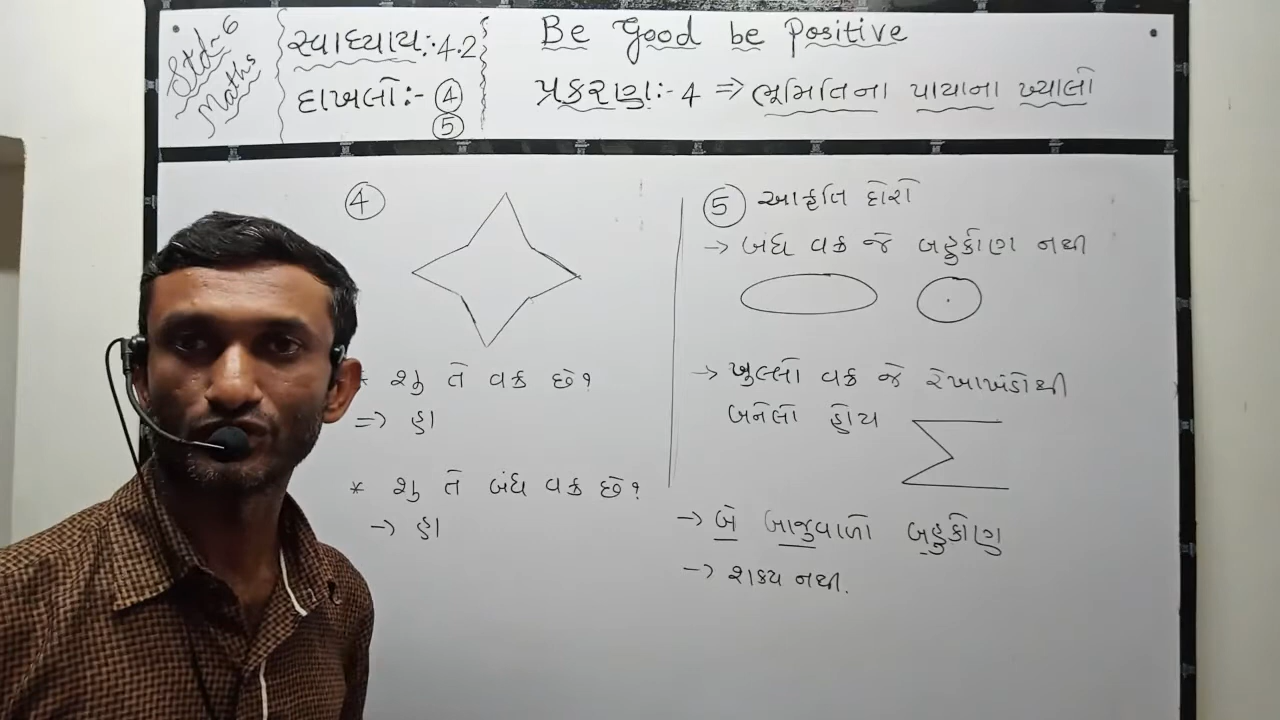 Std-6
Maths
સ્વાધ્યાય:-4.2
દાખલો:- 4
5
Be Good be Positive
પ્રકરણ:- 4 => ભૂમિતિના પાયાના ખ્યાલો
4
* શું તે વક્ર છે?
=> હા
* શું તે બંધ વક્ર છે?
-> હા
5 આકૃતિ દોરો
-> બંધ વક્ર જે બહુકોણ નથી
-> ખુલ્લો વક્ર જે રેખાખંડોથી
બનેલો હોય
-> બે બાજુવાળો બહુકોણ
-> શક્ય નથી.